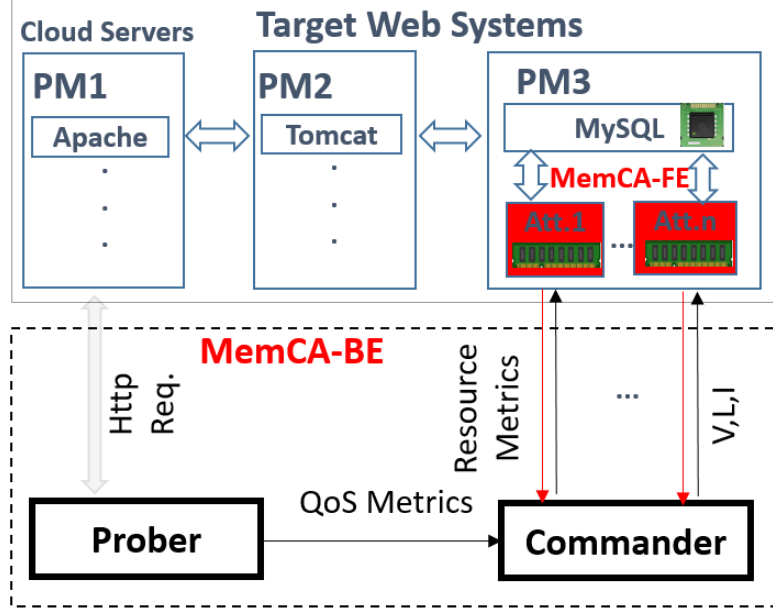 Cloud Servers
Target Web Systems
PM1
PM2
PM3
Apache
Tomcat
MySQL
.
.
.
.
.
.
MemCA-FE
Att.1
...
Att.n
MemCA-BE
Http
Req.
Resource
Metrics
...
V,L,I
QoS Metrics
Prober
Commander